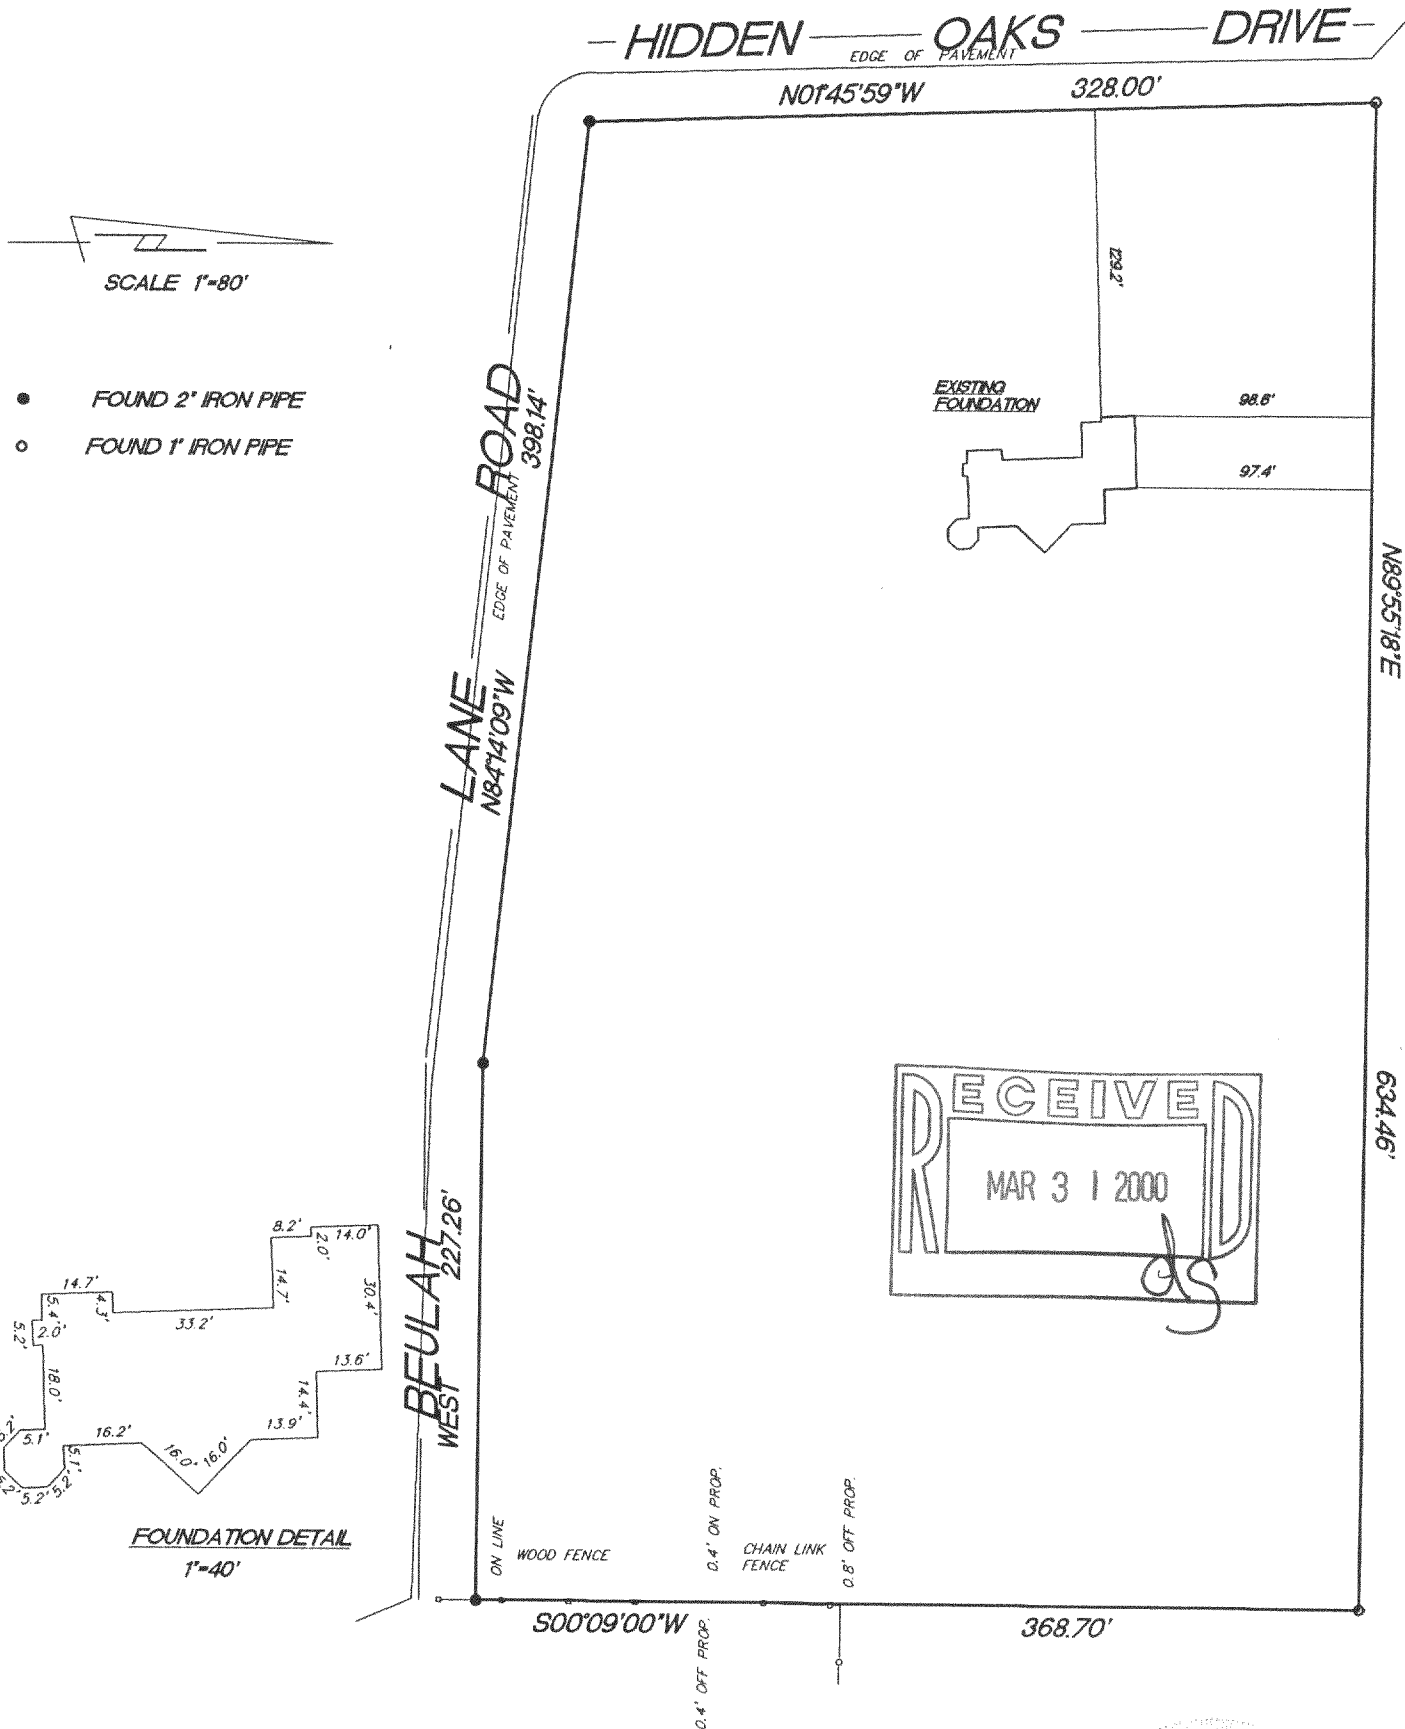 HIDDEN OAKS DRIVE
EDGE OF PAVEMENT
N01°45'59"W 328.00'
SCALE 1"=80'
FOUND 2" IRON PIPE
FOUND 1" IRON PIPE
129.2'
EXISTING
FOUNDATION
98.6'
97.4'
N89°55'18"E
634.46'
BEULAH LANE ROAD
EDGE OF PAVEMENT
398.14'
N84°14'09"W
227.26'
WEST
RECEIVED
MAR 3 1 2000
ds
8.2'
14.0'
2.0'
14.7'
30.4'
14.7'
5.4'
4.3'
33.2'
5.2'
2.0'
18.0'
13.6'
14.4'
13.9'
5.1'
16.2'
16.0'
16.0'
5.1'
5.2'
5.2'
FOUNDATION DETAIL
1"=40'
ON LINE
WOOD FENCE
0.4' ON PROP.
CHAIN LINK
FENCE
0.8' OFF PROP.
S00°09'00"W
368.70'
0.4' OFF PROP.